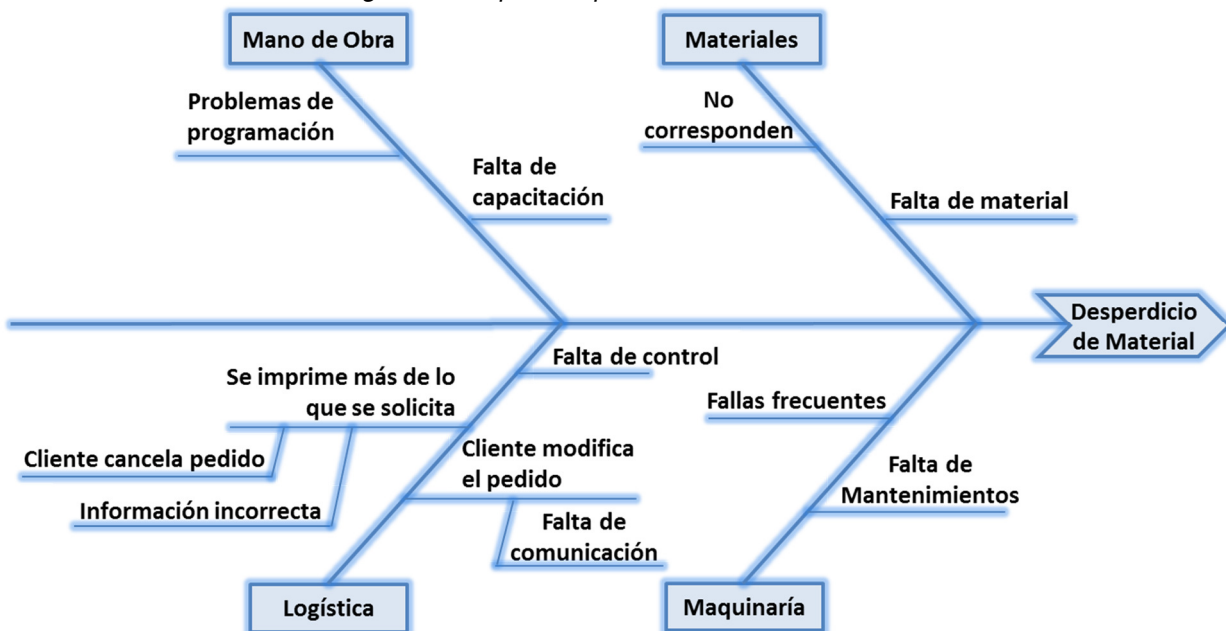 Mano de Obra
Materiales
Problemas de
programación
No
corresponden
Falta de
capacitación
Falta de material
Desperdicio
de Material
Falta de control
Se imprime más de lo
que se solicita
Fallas frecuentes
Cliente cancela pedido
Cliente modifica
el pedido
Falta de
Mantenimientos
Información incorrecta
Falta de
comunicación
Logística
Maquinaría